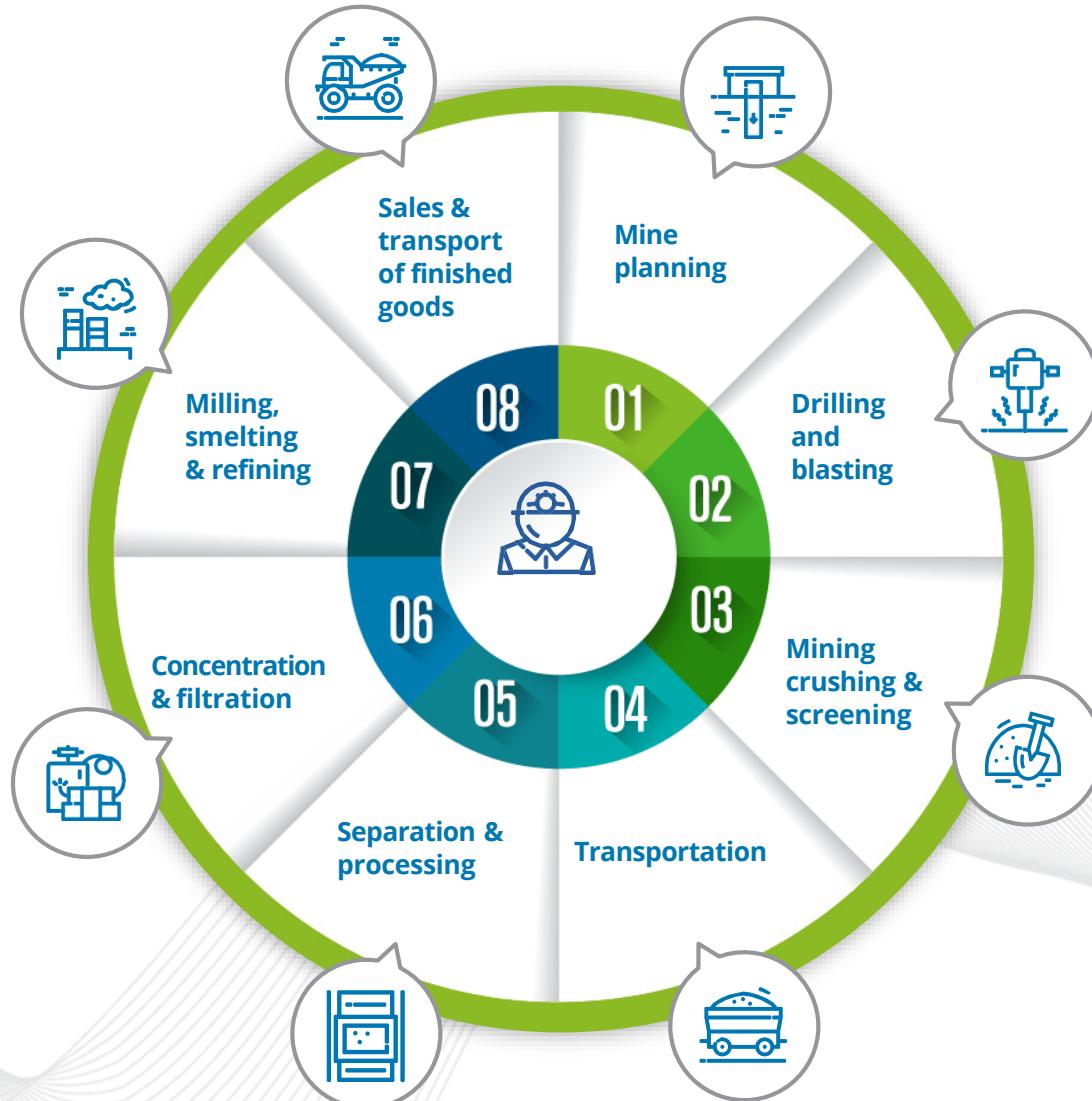 01
Mine
planning
02
Drilling
and
blasting
03
Mining
crushing &
screening
04
Transportation
05
Separation &
processing
06
Concentration
& filtration
07
Milling,
smelting
& refining
08
Sales &
transport
of finished
goods